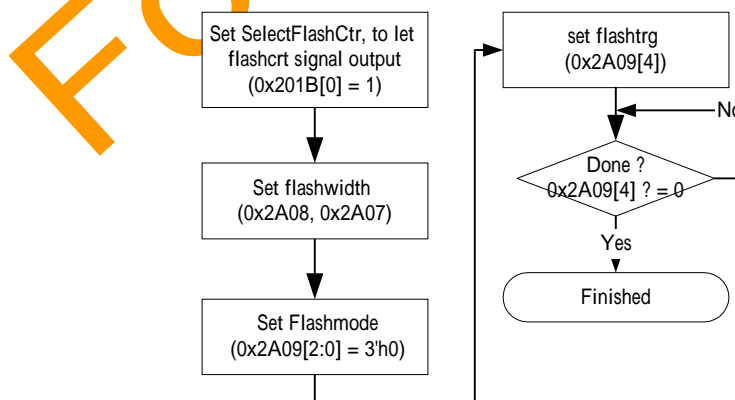 Set SelectFlashCtr, to let
flashcrt signal output
(0x201B[0] = 1)
Set flashwidth
(0x2A08, 0x2A07)
Set Flashmode
(0x2A09[2:0] = 3'h0)
set flashtrg
(0x2A09[4])
No
Done ?
0x2A09[4] ? = 0
Yes
Finished